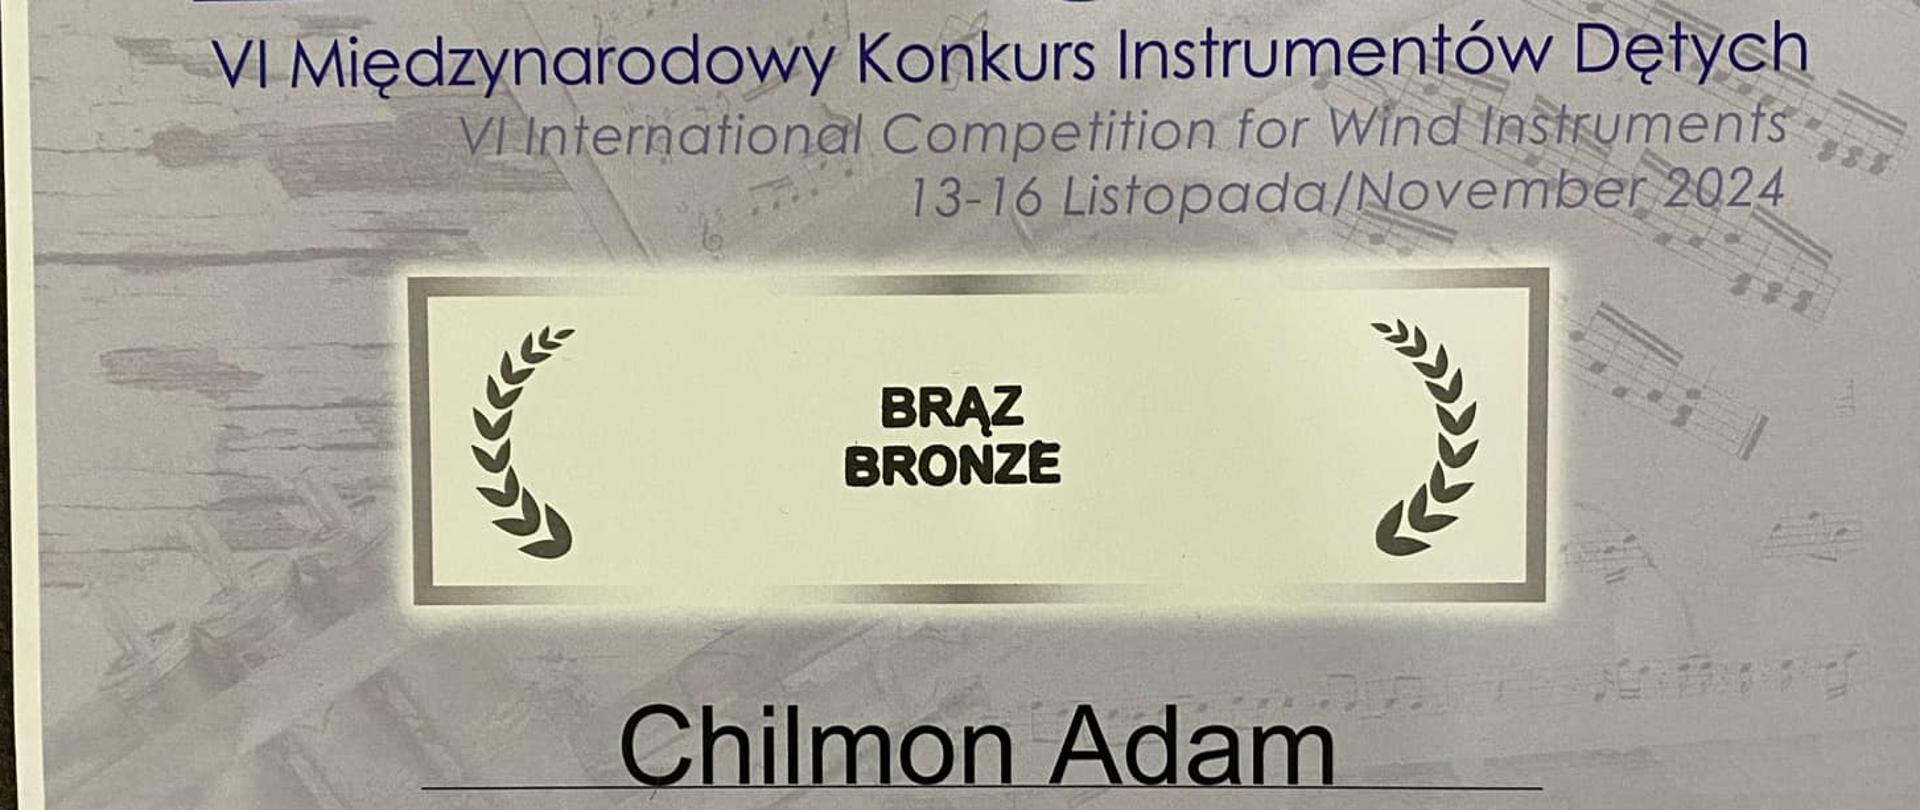 VI Międzynarodowy Konkurs Instrumentów Dętych
VI International Competition for Wind Instruments
13-16 Listopada/November 2024
BRĄZ
BRONZE
Chilmon Adam